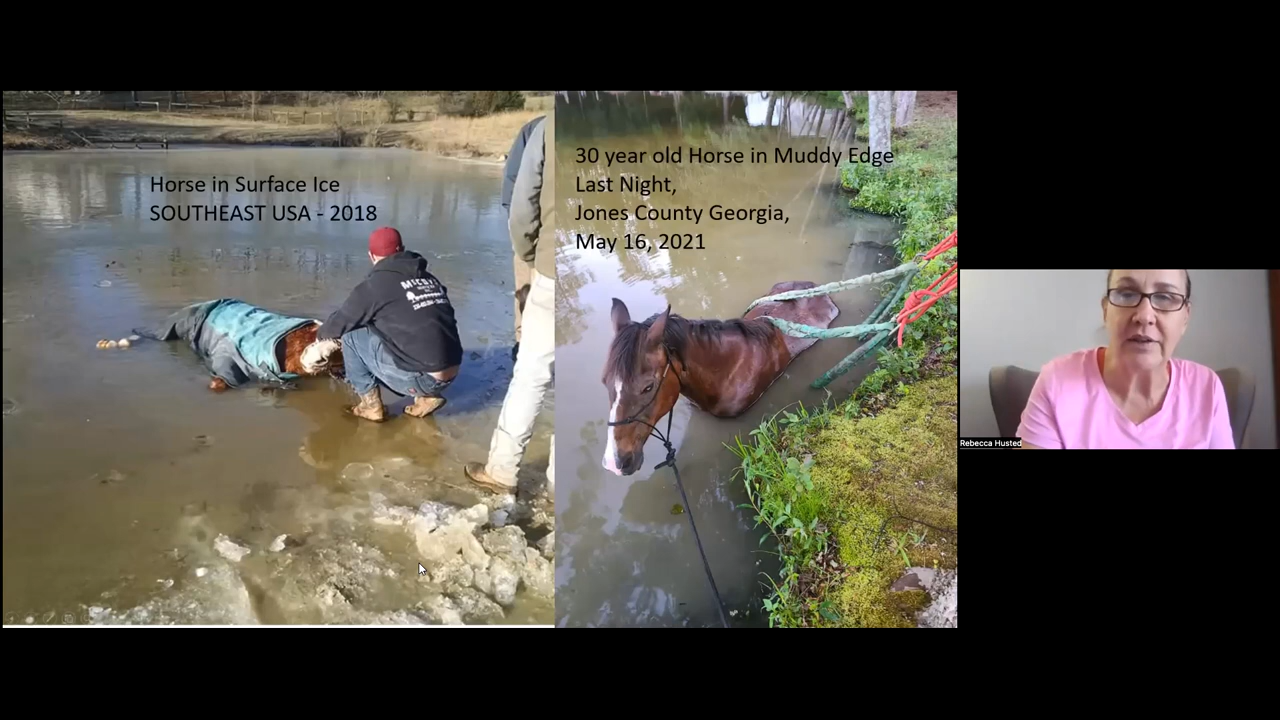 Horse in Surface Ice
SOUTHEAST USA - 2018
30 year old Horse in Muddy Edge
Last Night,
Jones County Georgia,
May 16, 2021
Rebecca Husted